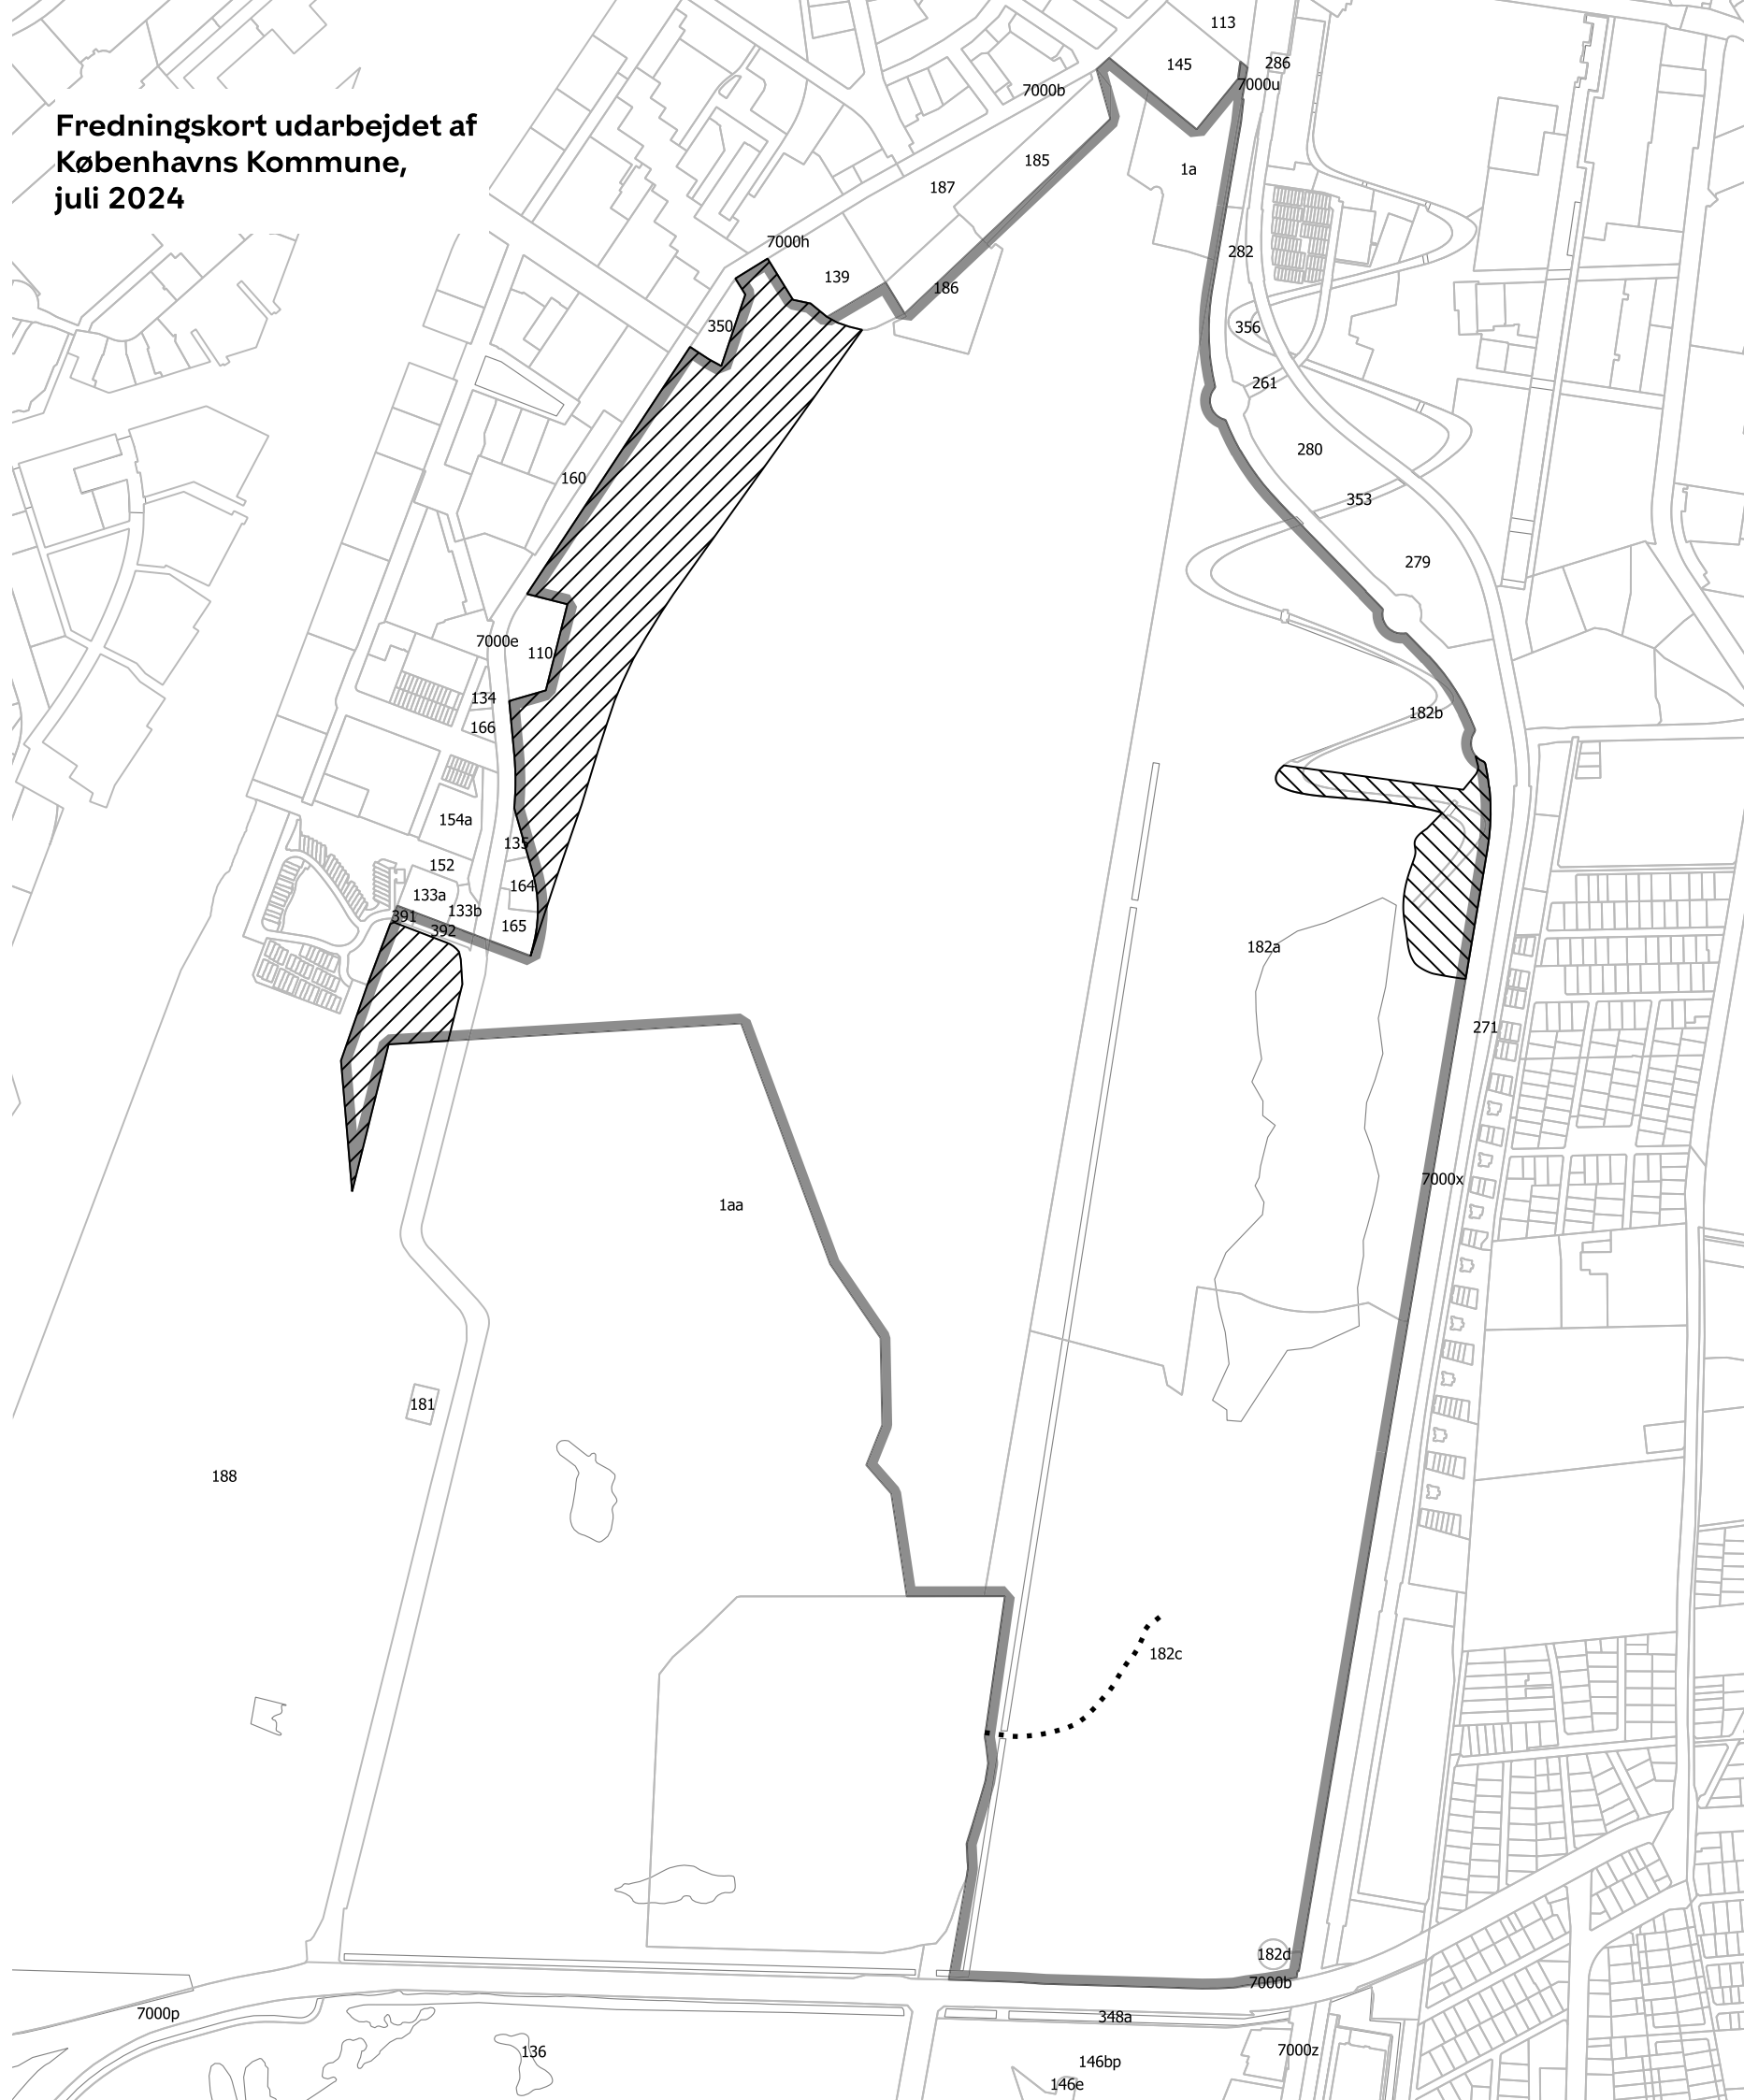 113
286
145
7000u
Fredningskort udarbejdet af
Københavns Kommune,
juli 2024
7000b
185
1a
187
7000h
282
139
186
350
356
261
280
160
353
279
7000e
110
134
182b
166
154a
135
152
164
133a
133b
391
165
392
182a
271
7000x
1aa
181
188
182c
182d
7000b
7000p
348a
136
7000z
146bp
146e